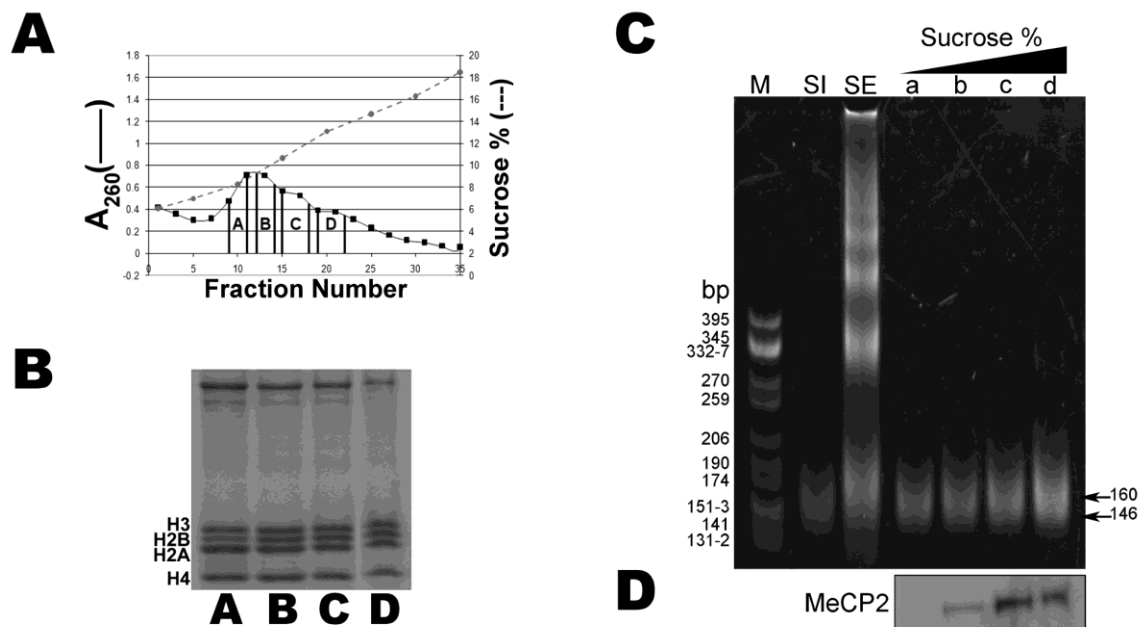 A
A260(——)
1.8
1.6
1.4
1.2
1
0.8
0.6
0.4
0.2
0
-0.2
20
18
16
14
12
10
8
6
4
2
0
Sucrose % (---)
A B C D
0 5 10 15 20 25 30 35
Fraction Number
B
H3
H2B
H2A
H4
A B C D
C
Sucrose %
M SI SE a b c d
bp
395
345
332-7
270
259
206
190
174
151-3
141
131-2
160
146
D
MeCP2